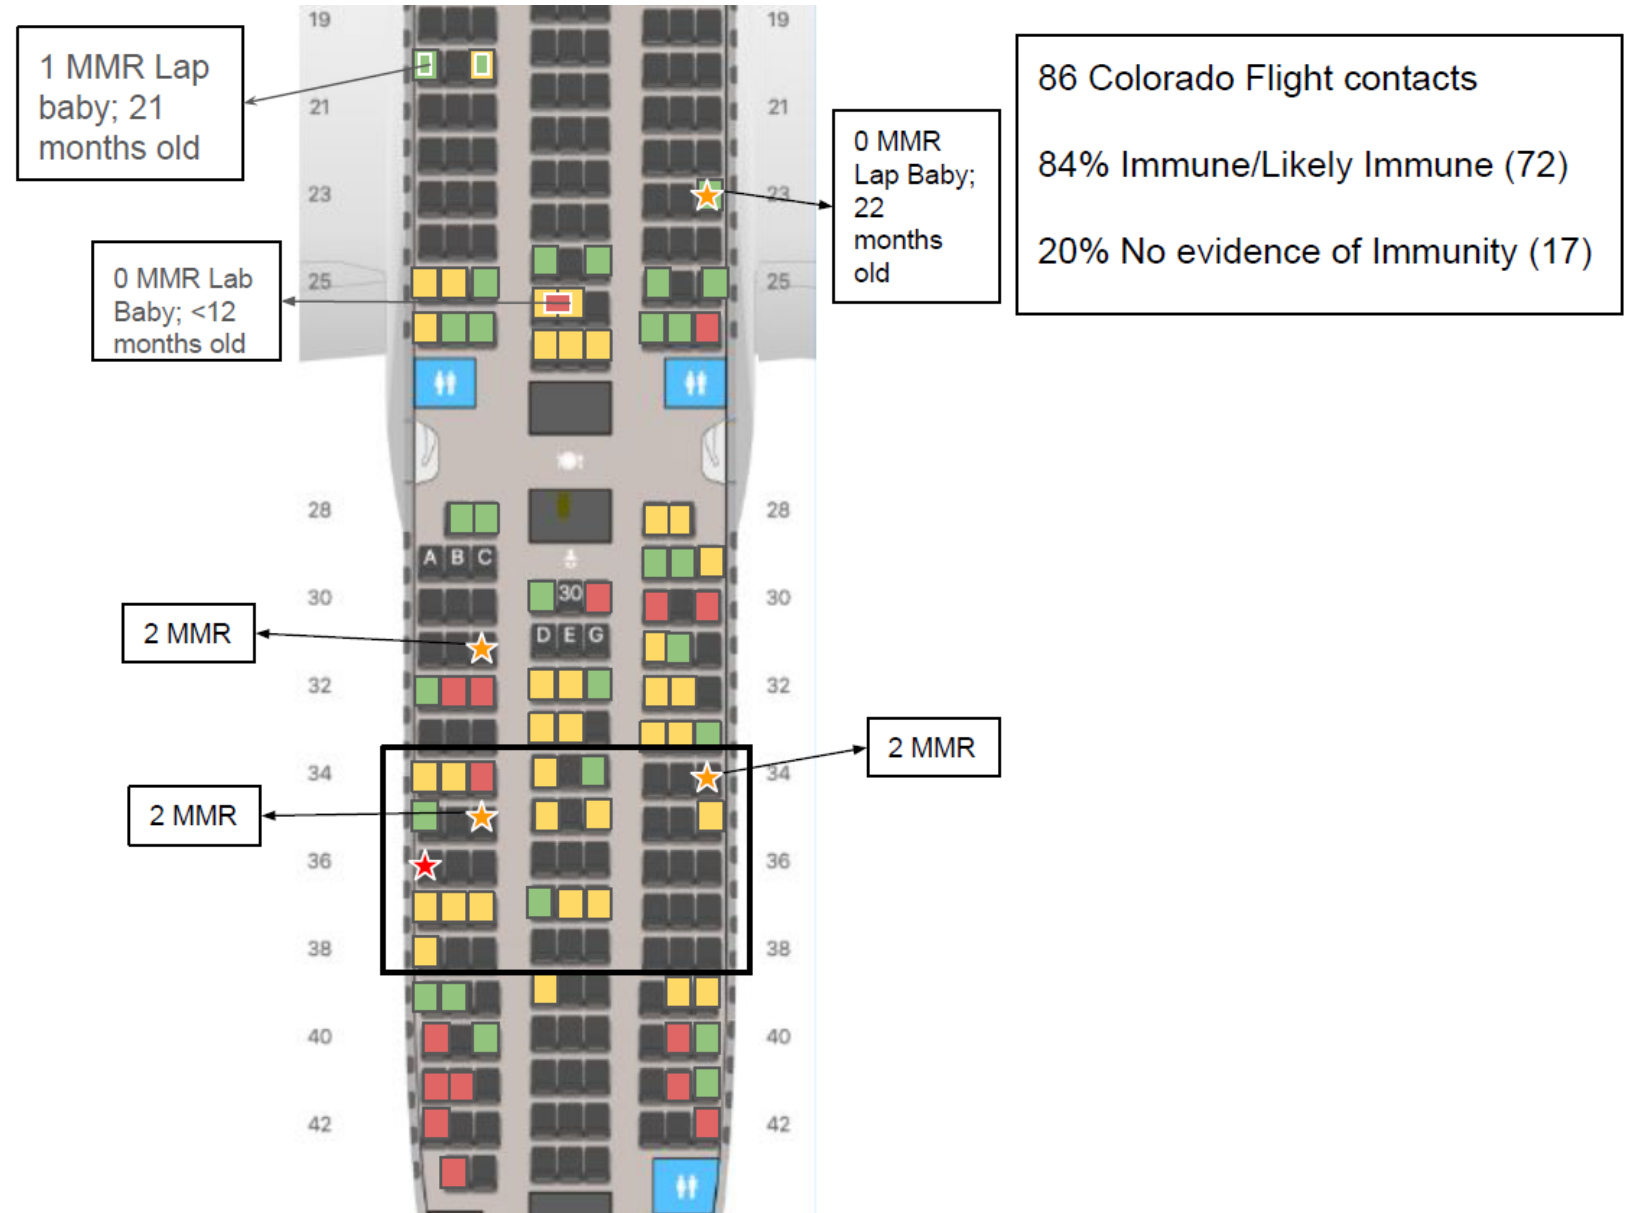 19
19
1 MMR Lap
baby; 21
months old
86 Colorado Flight contacts
84% Immune/Likely Immune (72)
20% No evidence of Immunity (17)
21
21
0 MMR
Lap Baby;
22
months
old
23
23
0 MMR Lab
Baby; <12
months old
25
25
28
28
A B C
30
30
30
2 MMR
D E G
32
32
2 MMR
34
34
2 MMR
36
36
38
38
40
40
42
42